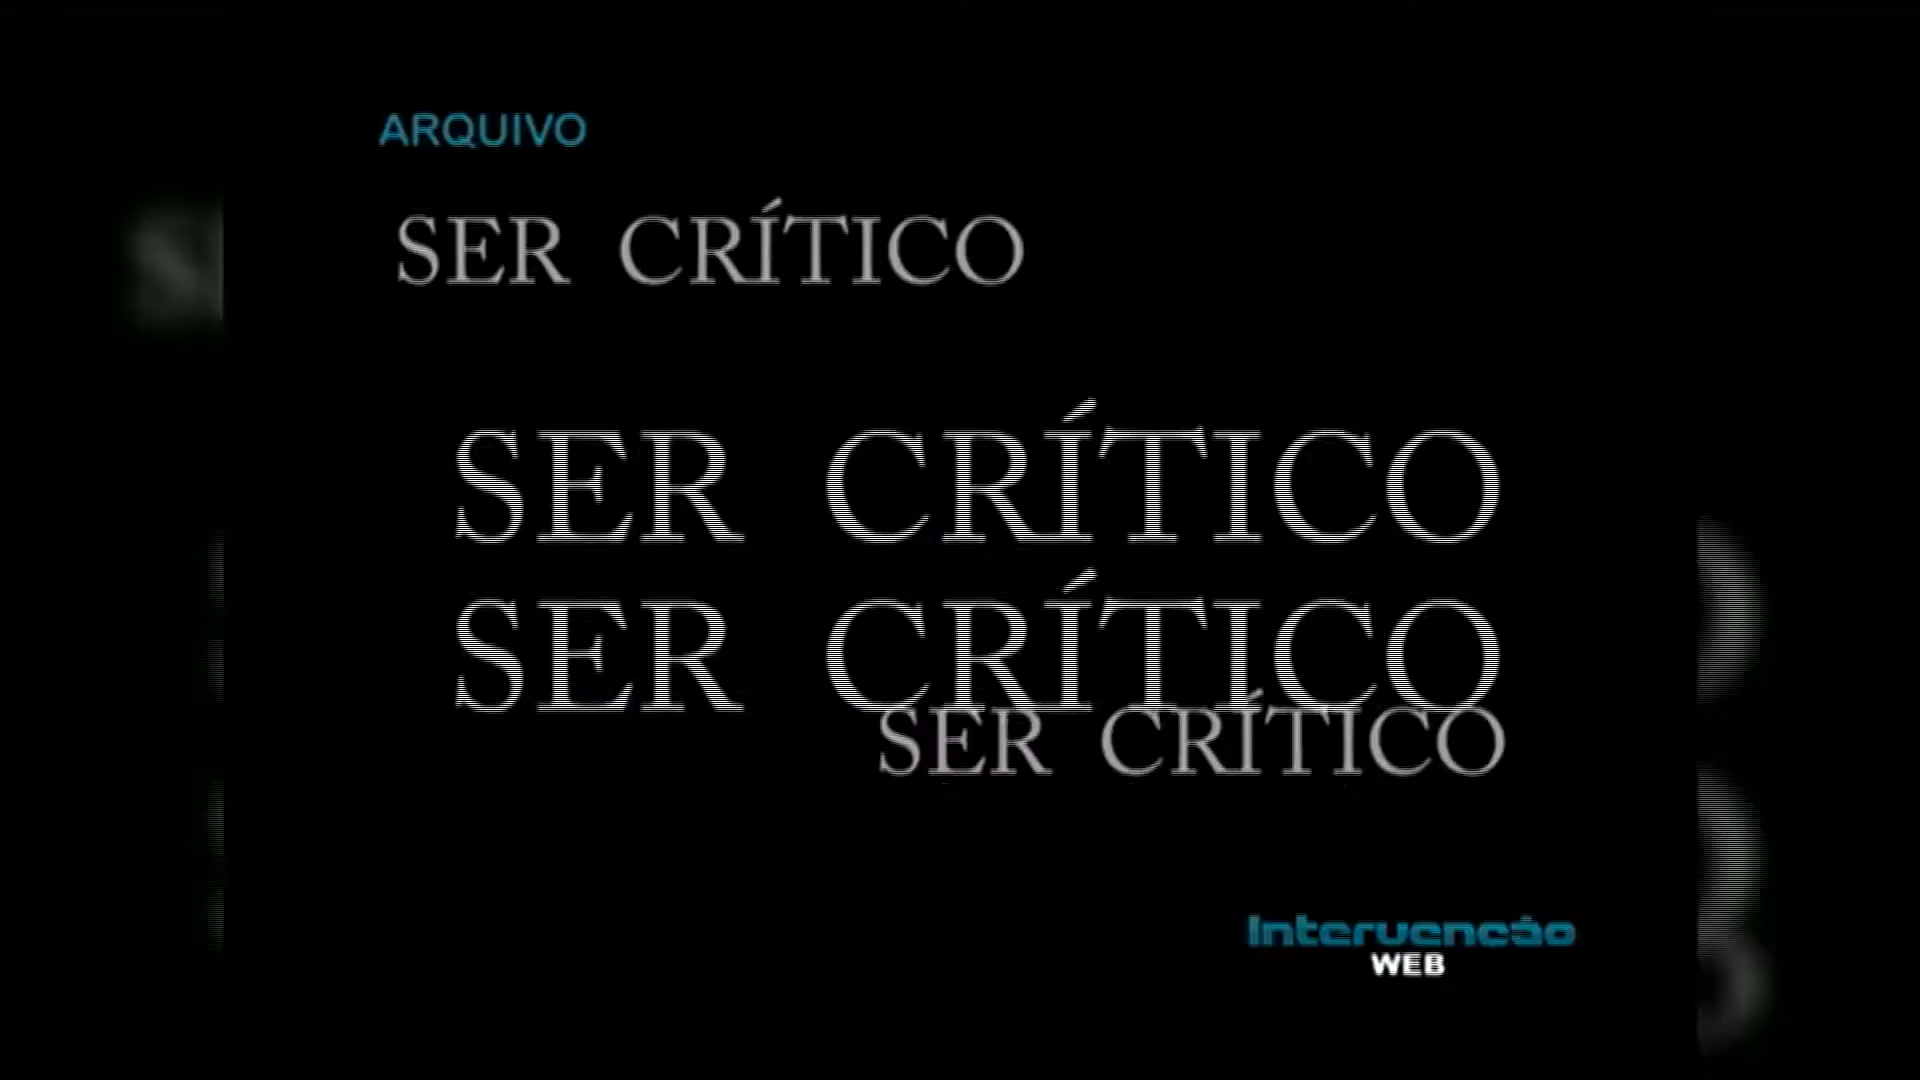 ARQUIVO
SER CRÍTICO
SER CRÍTICO
SER CRÍTICO
SER CRÍTICO
Intervenção
WEB